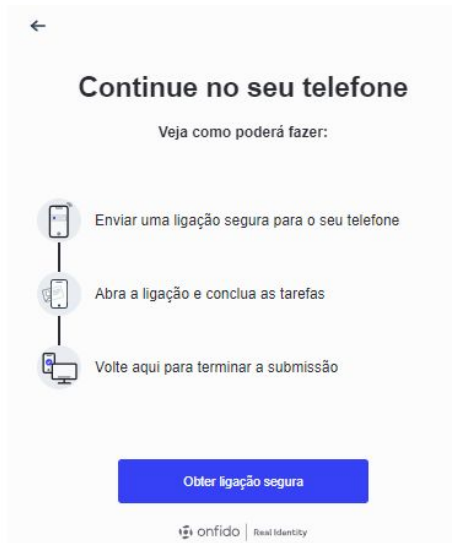 Continue no seu telefone
Veja como poderá fazer:
Enviar uma ligação segura para o seu telefone
Abra a ligação e conclua as tarefas
Volte aqui para terminar a submissão
Obter ligação segura
onfido | Real Identity